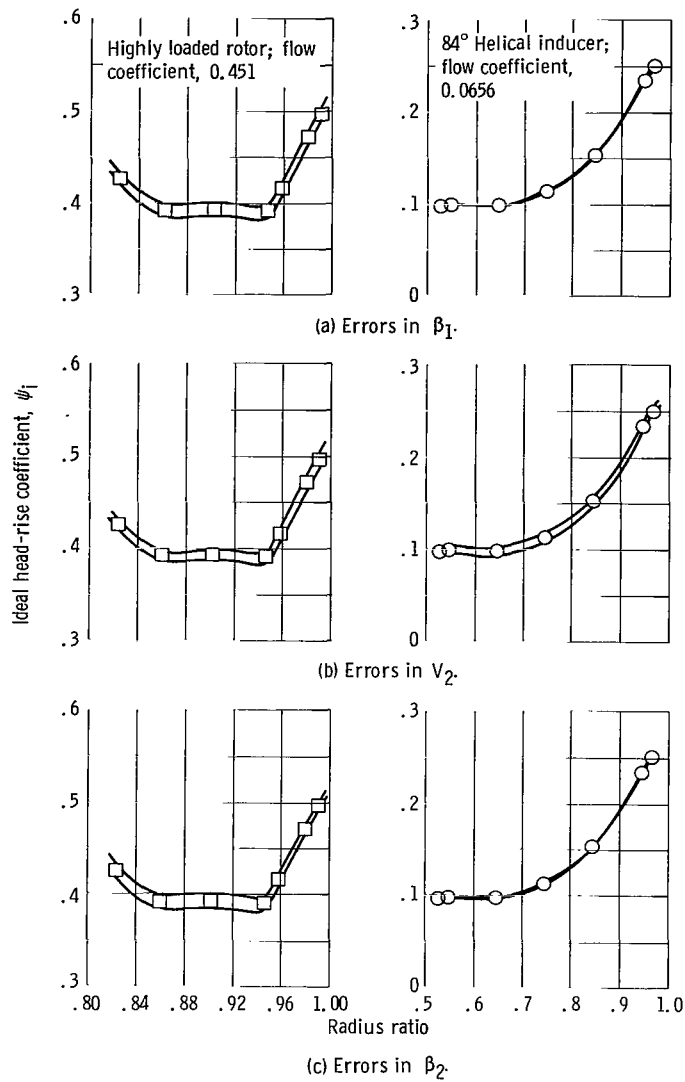 Highly loaded rotor; flow
coefficient, 0.451
84° Helical inducer;
flow coefficient,
0.0656
.6
.5
.4
.3
.3
.2
.1
0
(a) Errors in β1.
Ideal head-rise coefficient, ψi
.6
.5
.4
.3
.3
.2
.1
0
(b) Errors in V2.
.6
.5
.4
.3
.3
.2
.1
0
.80 .84 .88 .92 .96 1.00 .5 .6 .7 .8 .9 1.0
Radius ratio
(c) Errors in β2.